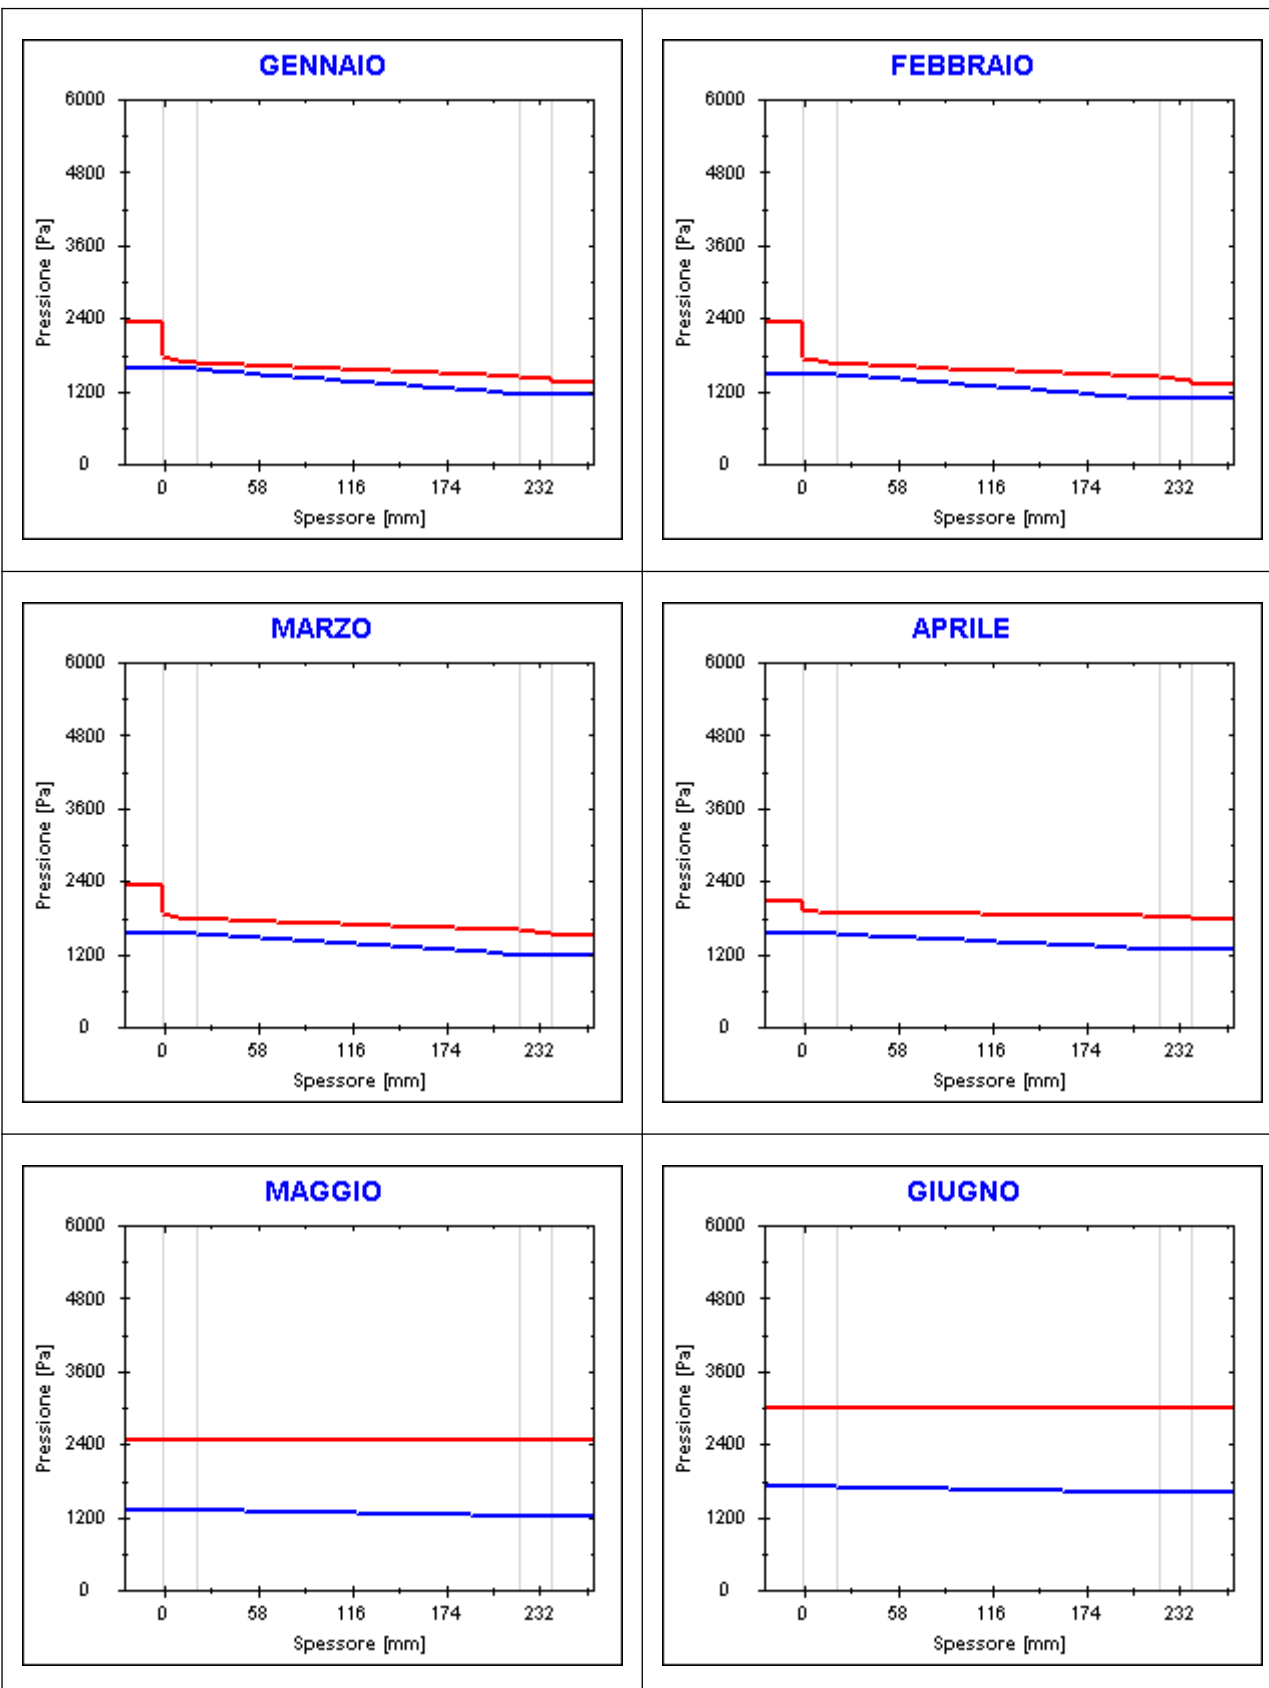 GENNAIO
6000
4800
3600
2400
1200
0
Pressione [Pa]
0 58 116 174 232
Spessore [mm]
FEBBRAIO
6000
4800
3600
2400
1200
0
Pressione [Pa]
0 58 116 174 232
Spessore [mm]
MARZO
6000
4800
3600
2400
1200
0
Pressione [Pa]
0 58 116 174 232
Spessore [mm]
APRILE
6000
4800
3600
2400
1200
0
Pressione [Pa]
0 58 116 174 232
Spessore [mm]
MAGGIO
6000
4800
3600
2400
1200
0
Pressione [Pa]
0 58 116 174 232
Spessore [mm]
GIUGNO
6000
4800
3600
2400
1200
0
Pressione [Pa]
0 58 116 174 232
Spessore [mm]